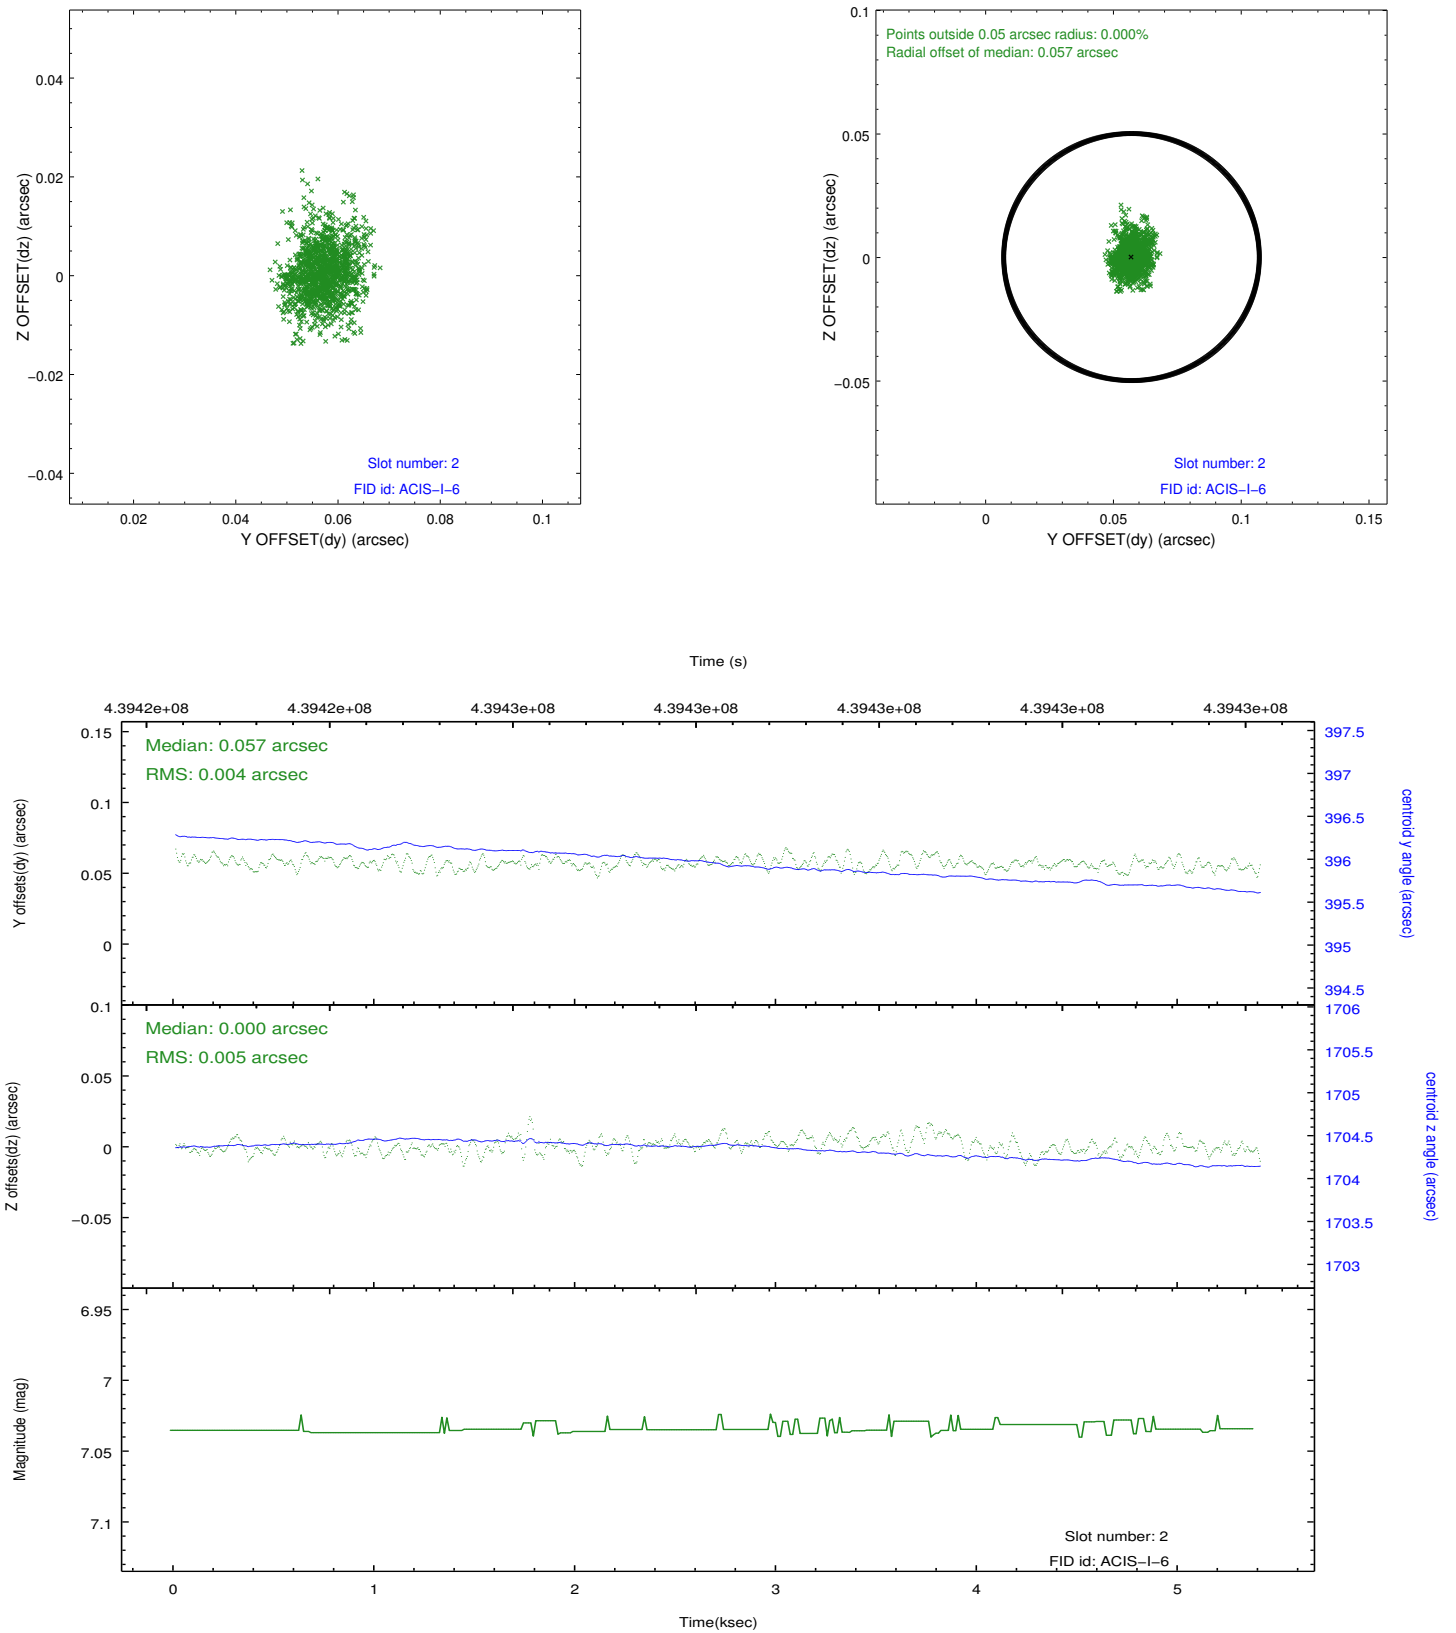 0.04
0.02
0
−0.02
−0.04
Z OFFSET(dz) (arcsec)
Slot number: 2
FID id: ACIS−I−6
0.02
0.04
0.06
0.08
0.1
Y OFFSET(dy) (arcsec)
0.1
0.05
0
−0.05
Z OFFSET(dz) (arcsec)
Points outside 0.05 arcsec radius: 0.000%
Radial offset of median: 0.057 arcsec
Slot number: 2
FID id: ACIS−I−6
0
0.05
0.1
0.15
Y OFFSET(dy) (arcsec)
Time (s)
4.3942e+08
4.3942e+08
4.3943e+08
4.3943e+08
4.3943e+08
4.3943e+08
4.3943e+08
0.15
0.1
0.05
0
Y offsets(dy) (arcsec)
Median: 0.057 arcsec
RMS: 0.004 arcsec
397.5
397
396.5
396
395.5
395
394.5
centroid y angle (arcsec)
0.1
0.05
0
−0.05
Z offsets(dz) (arcsec)
Median: 0.000 arcsec
RMS: 0.005 arcsec
1706
1705.5
1705
1704.5
1704
1703.5
1703
centroid z angle (arcsec)
6.95
7
7.05
7.1
Magnitude (mag)
Slot number: 2
FID id: ACIS−I−6
0
1
2
3
4
5
Time(ksec)